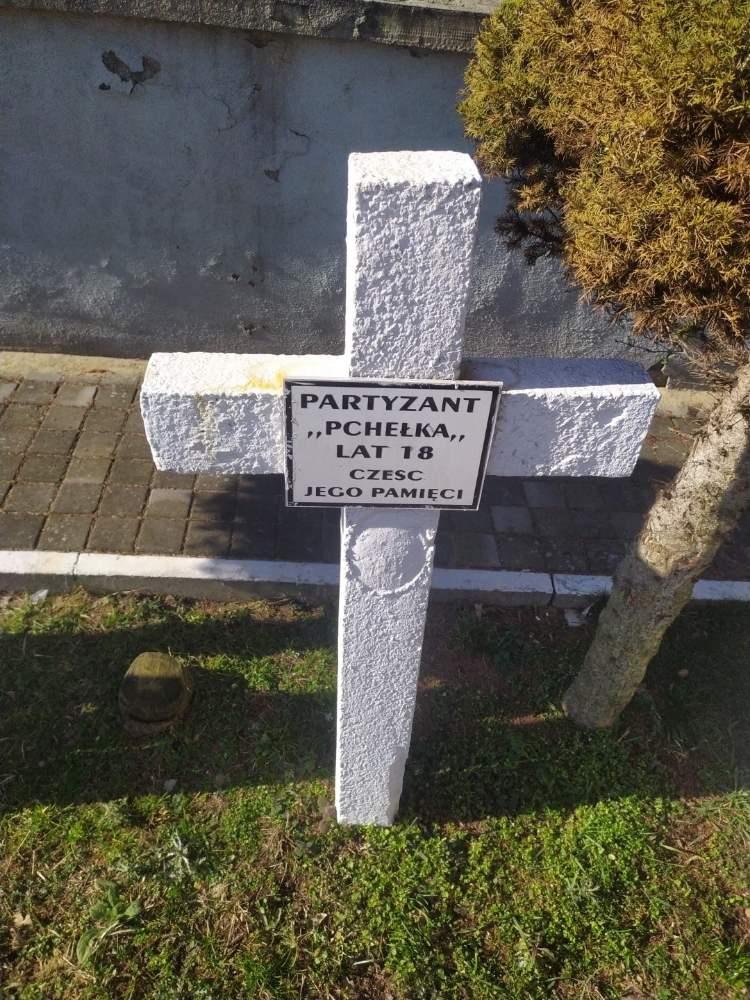 PARTYZANT
,,PCHEŁKA,,
LAT 18
CZESC
JEGO PAMIĘCI